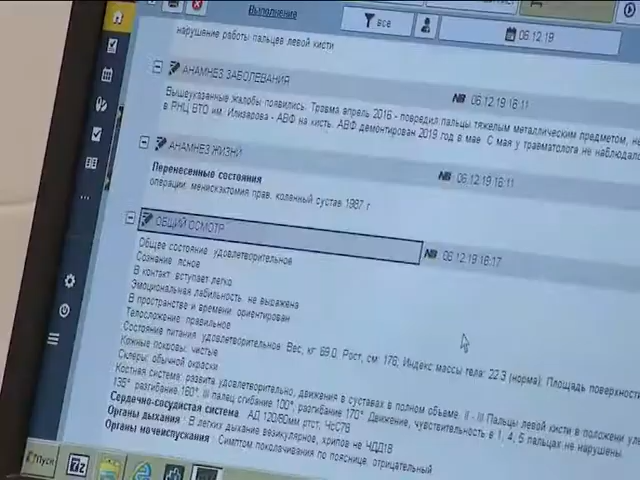 Выполнение
все
06.12.19
нарушение работы пальцев левой кисти
АНАМНЕЗ ЗАБОЛЕВАНИЯ
06.12.19 16:11
Вышеуказанные жалобы появились: Травма апрель 2016 - повредил пальцы тяжелым металлическим предметом,
в РНЦ ВТО им. Илизарова - АВФ на кисть. АВФ демонтирован 2019 год в мае. С мая у травматолога не
АНАМНЕЗ ЖИЗНИ
06.12.19 16:11
Перенесенные состояния
операции: менискэктомия прав. коленный сустав 1987 г
ОБЩИЙ ОСМОТР
06.12.19 16:17
Общее состояние удовлетворительное
Сознание ясное
В контакт вступает легко
Эмоциональная лабильность не выражена
В пространстве и времени: ориентирован
Телосложение правильное
Состояние питания удовлетворительное: Вес, кг: 69.0; Рост, см: 176; Индекс массы тела: 22.3 (норма); Площадь
Кожные покровы: чистые
Склеры: обычной окраски
Костная система: развита удовлетворительно, движения в суставах в полном объеме. II - III Пальцы левой кисти в положении
135° разгибание 160°, III палец сгибание 100°, разгибание 170° Движение, чувствительность в 1, 4, 5 пальцах не нарушены.
Сердечно-сосудистая система АД 120/80мм ртст. ЧсС78
Органы дыхания В легких дыхание везикулярное, хрипов не ЧДД18
Органы мочеиспускания Симптом поколачивания по пояснице отрицательный
Пуск